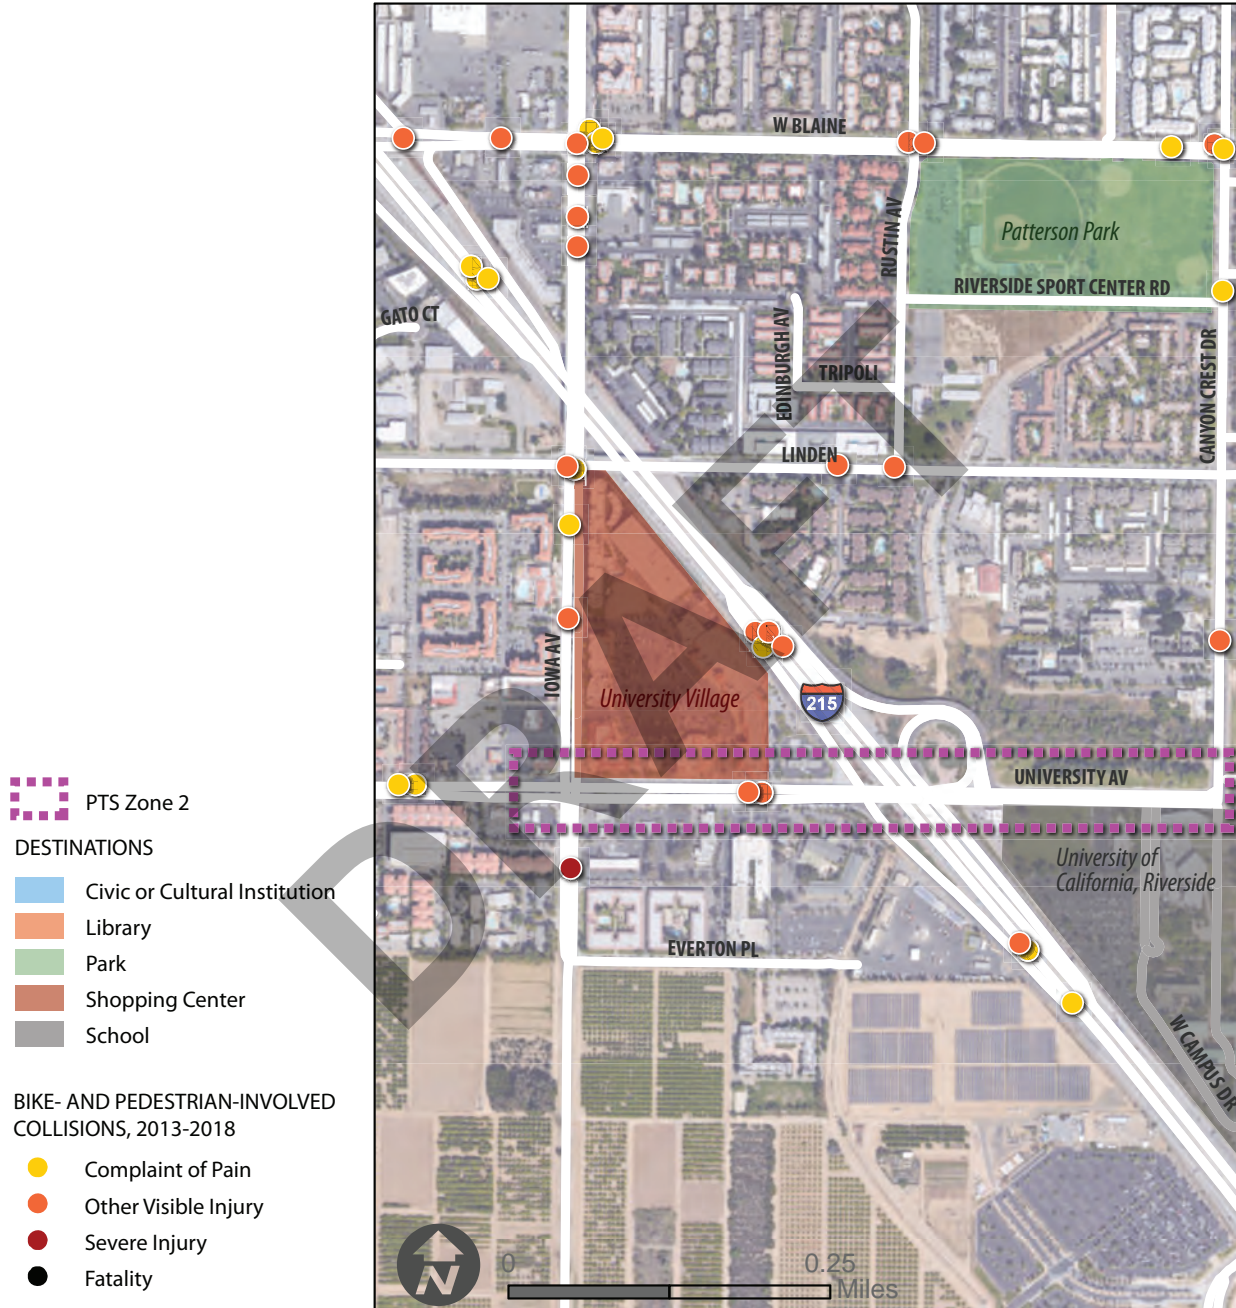 W BLAINE
Patterson Park
RUSTIN AV
RIVERSIDE SPORT CENTER RD
GATO CT
EDINBURGH AV
TRIPOLI
CANYON CREST DR
LINDEN
IOWA AV
University Village
215
UNIVERSITY AV
University of
California, Riverside
EVERTON PL
W CAMPUS DR
DRAFT
N
0
0.25
Miles
PTS Zone 2
DESTINATIONS
Civic or Cultural Institution
Library
Park
Shopping Center
School
BIKE- AND PEDESTRIAN-INVOLVED
COLLISIONS, 2013-2018
Complaint of Pain
Other Visible Injury
Severe Injury
Fatality